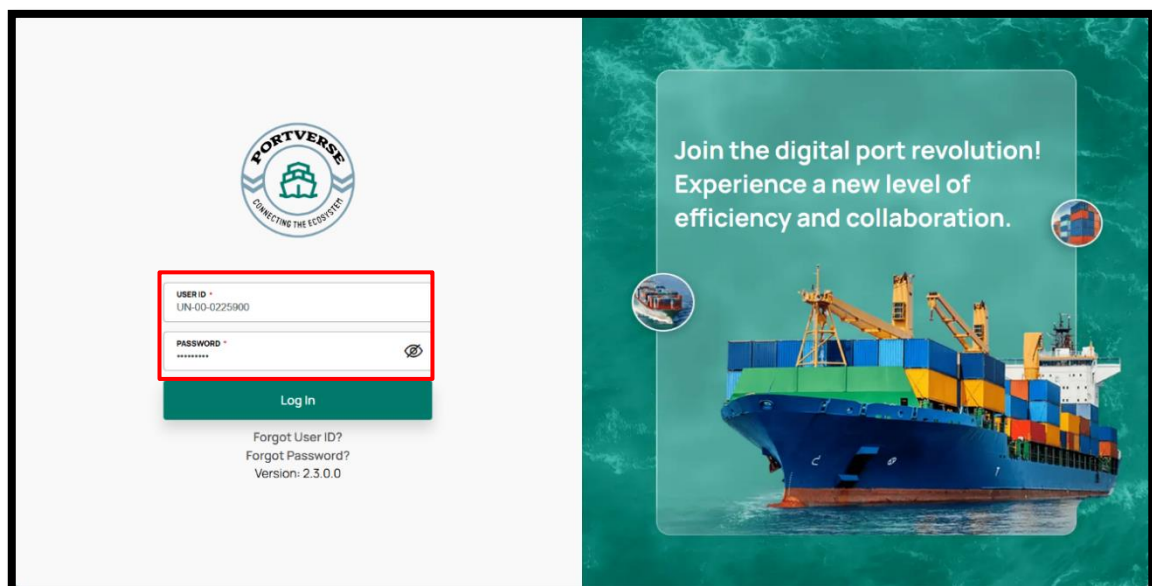 PORTVERSE
CONNECTING THE ECOSYSTEM
USER ID *
UN-00-0225900
PASSWORD *
•••••••••
Log In
Forgot User ID?
Forgot Password?
Version: 2.3.0.0
Join the digital port revolution!
Experience a new level of
efficiency and collaboration.